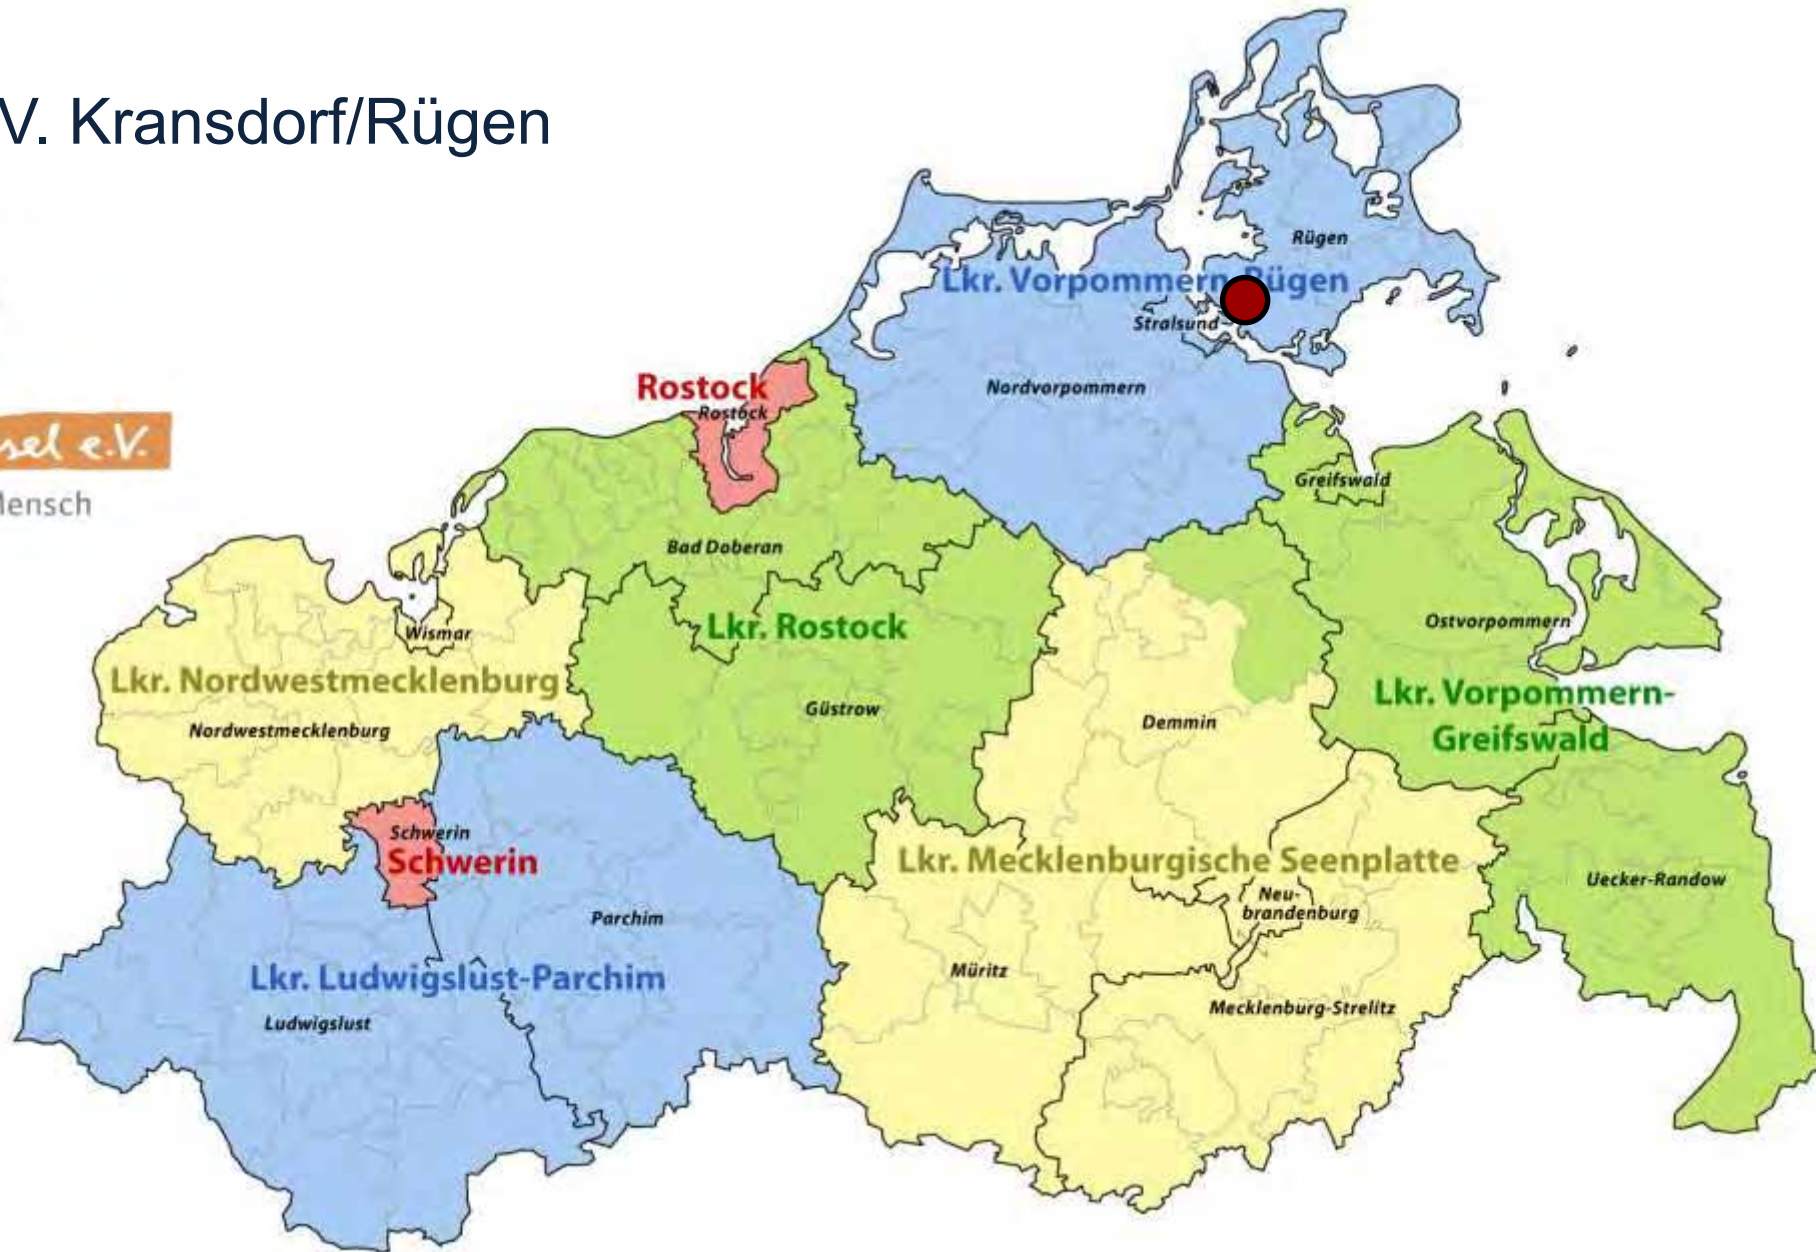 V. Kransdorf/Rügen
sel e.V.
Mensch
Rügen
Lkr. Vorpommern-Rügen
Stralsund
Nordvorpommern
Rostock
Rostock
Greifswald
Bad Doberan
Ostvorpommern
Wismar
Lkr. Rostock
Lkr. Nordwestmecklenburg
Nordwestmecklenburg
Güstrow
Demmin
Lkr. Vorpommern-
Greifswald
Schwerin
Schwerin
Lkr. Mecklenburgische Seenplatte
Uecker-Randow
Neu-
brandenburg
Parchim
Müritz
Lkr. Ludwigslust-Parchim
Mecklenburg-Strelitz
Ludwigslust